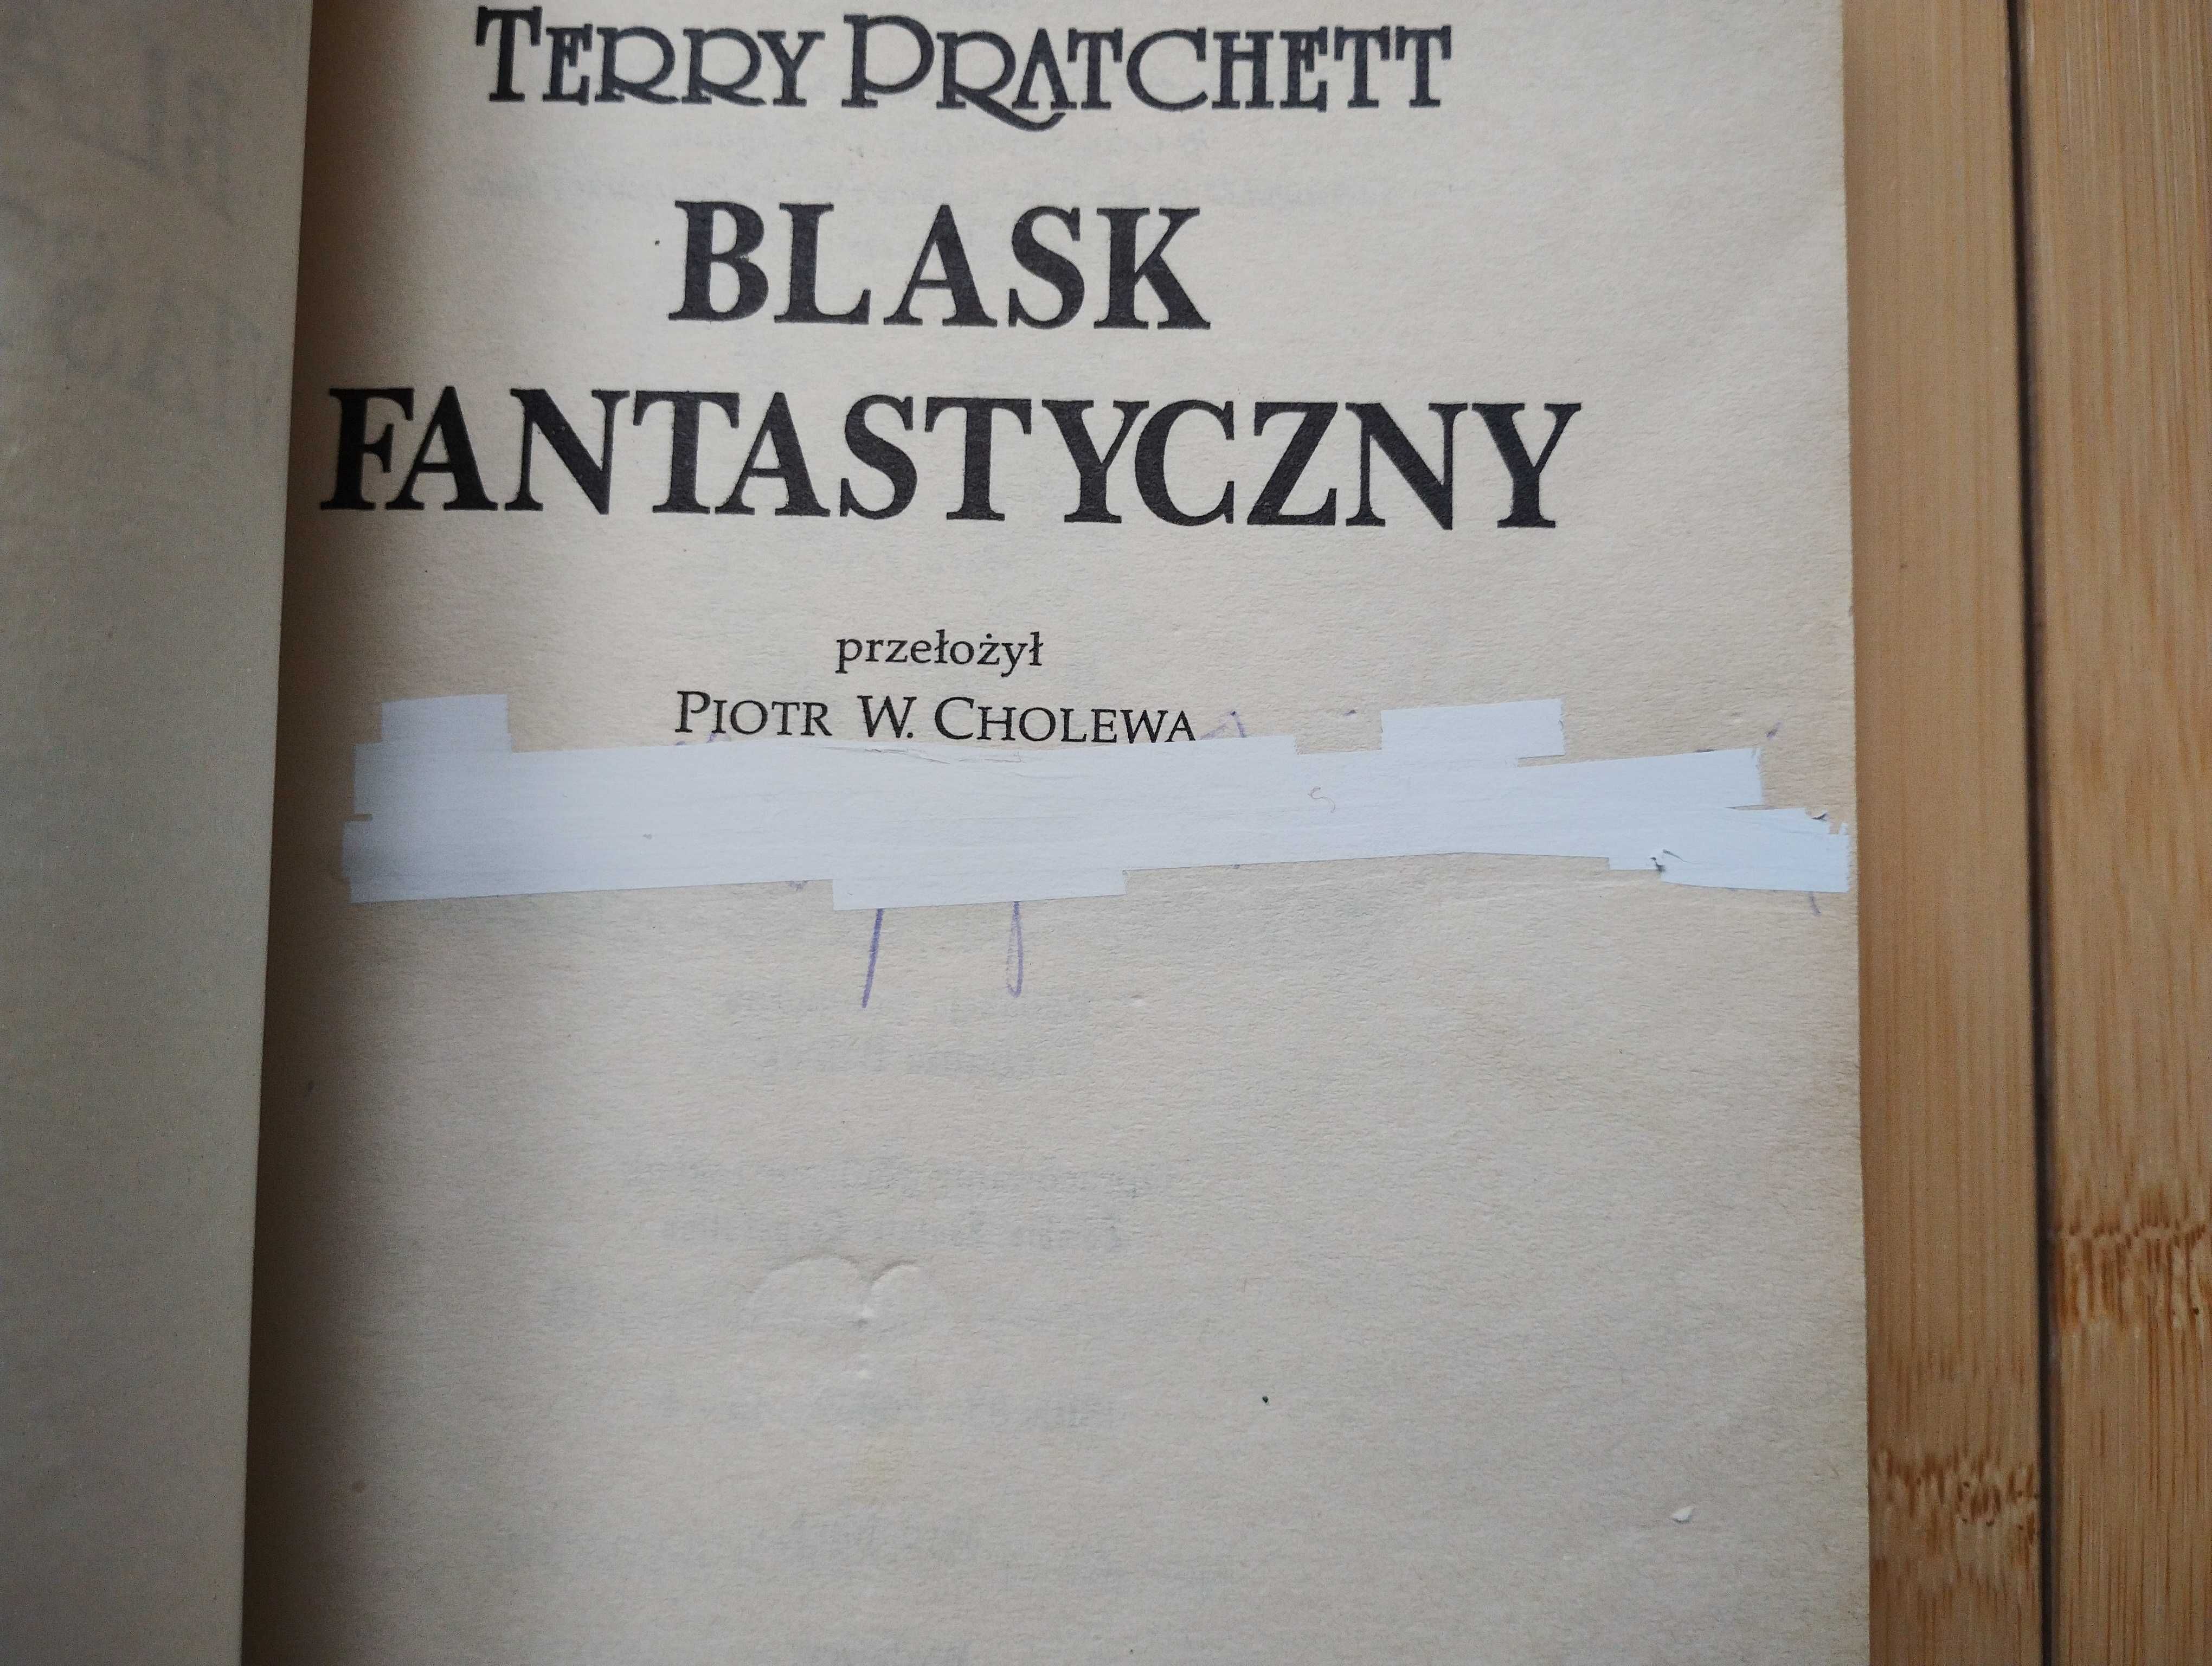 TERRY PRATCHETT
BLASK
FANTASTYCZNY
przełożył
PIOTR W. CHOLEWA